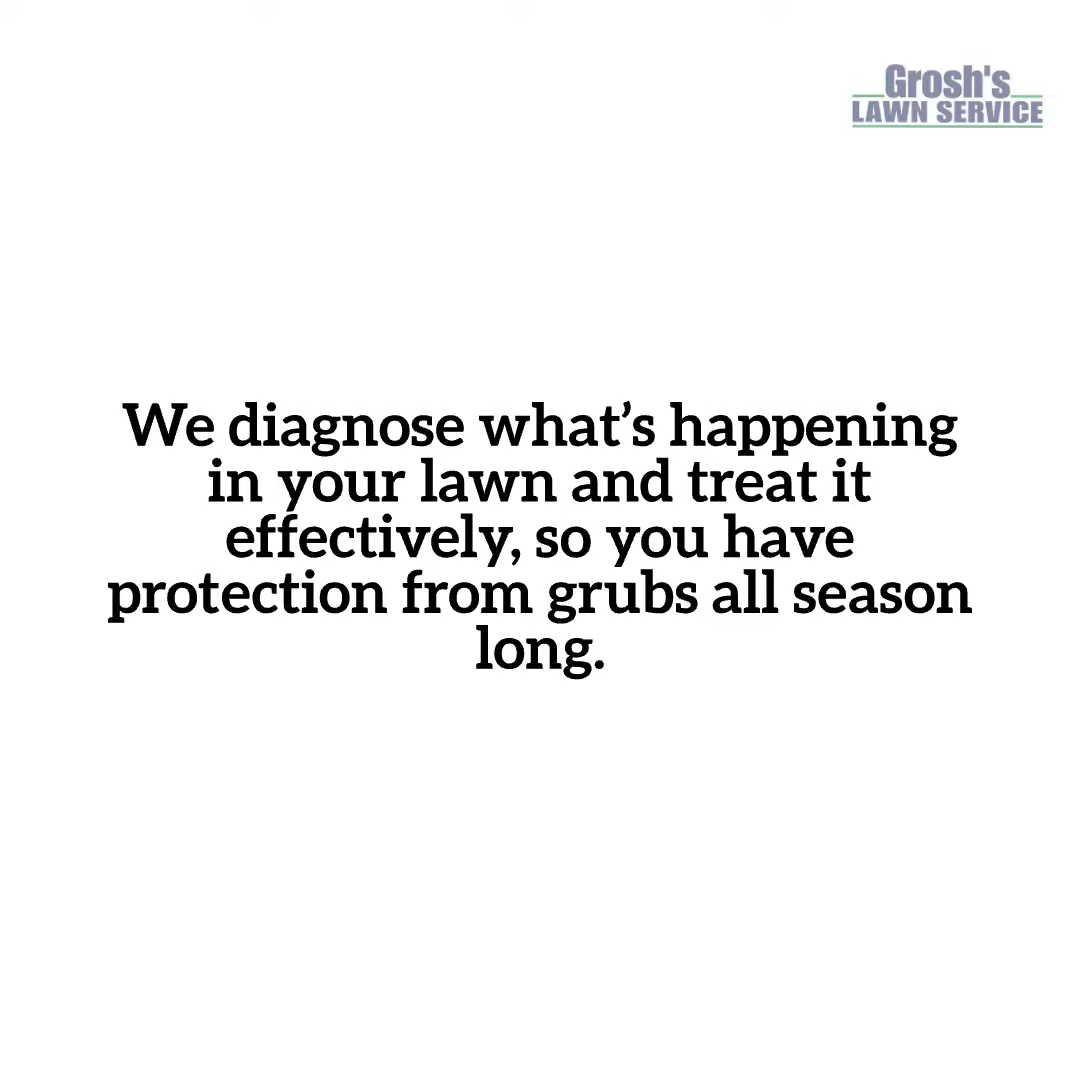 Grosh's
LAWN SERVICE
We diagnose what’s happening
in your lawn and treat it
effectively, so you have
protection from grubs all season
long.